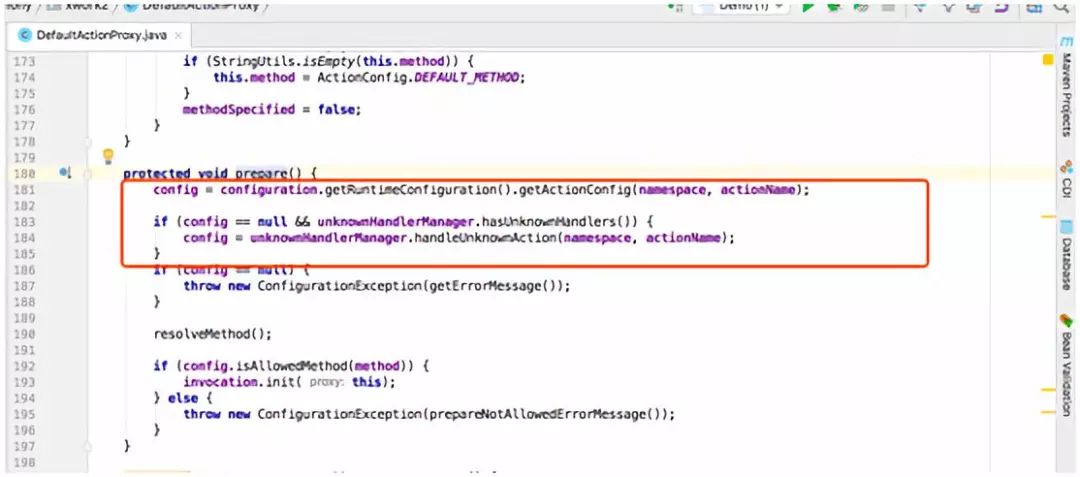 xwork2 DefaultActionProxy Demo (1)
DefaultActionProxy.java
173 if (StringUtils.isEmpty(this.method)) {
174 this.method = ActionConfig.DEFAULT_METHOD;
175 }
176 methodSpecified = false;
177 }
178 }
179
180 protected void prepare() {
181 config = configuration.getRuntimeConfiguration().getActionConfig(namespace, actionName);
182
183 if (config == null && unknownHandlerManager.hasUnknownHandlers()) {
184 config = unknownHandlerManager.handleUnknownAction(namespace, actionName);
185 }
186 if (config == null) {
187 throw new ConfigurationException(getErrorMessage());
188 }
189
190 resolveMethod();
191
192 if (config.isAllowedMethod(method)) {
193 invocation.init( proxy: this);
194 } else {
195 throw new ConfigurationException(prepareNotAllowedErrorMessage());
196 }
197 }
198
Maven Projects
CDI
Database
Bean Validation